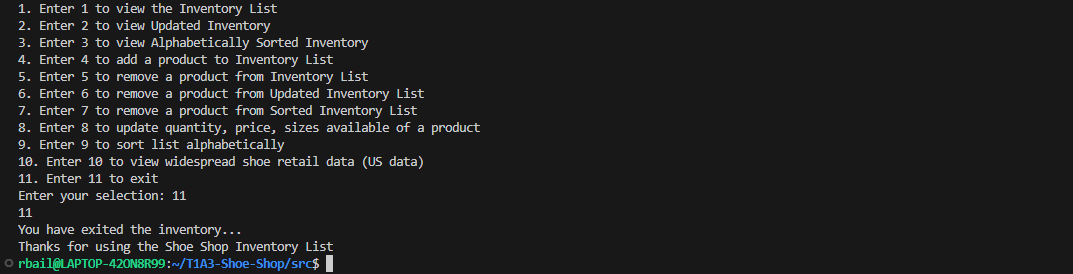 1. Enter 1 to view the Inventory List
2. Enter 2 to view Updated Inventory
3. Enter 3 to view Alphabetically Sorted Inventory
4. Enter 4 to add a product to Inventory List
5. Enter 5 to remove a product from Inventory List
6. Enter 6 to remove a product from Updated Inventory List
7. Enter 7 to remove a product from Sorted Inventory List
8. Enter 8 to update quantity, price, sizes available of a product
9. Enter 9 to sort list alphabetically
10. Enter 10 to view widespread shoe retail data (US data)
11. Enter 11 to exit
Enter your selection: 11
11
You have exited the inventory...
Thanks for using the Shoe Shop Inventory List
rbail@LAPTOP-42ON8R99:~/T1A3-Shoe-Shop/src$